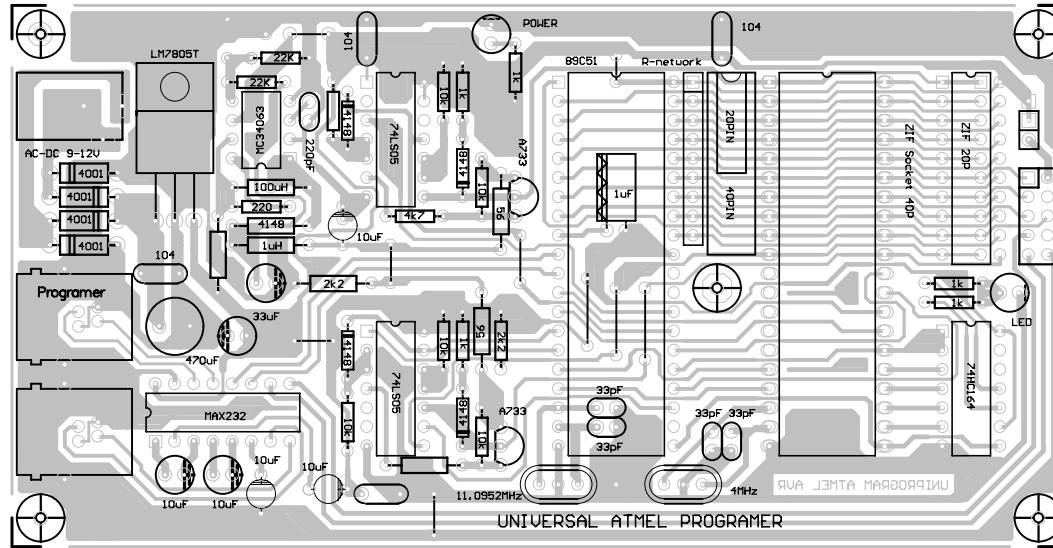 POWER
104
104
LM7805T
22K
89C51
R-network
22K
1k
10k
1k
4148
MC34063
220pF
74LS05
20PIN
ZIF Socket 40P
ZIF 20P
AC-DC 9-12V
4001
4001
4001
4001
4148
A733
10k
100uH
220
4148
1uH
4k7
56
1uF
40PIN
10uF
104
Programer
2k2
33uF
1k
1k
LED
470uF
4148
10k
1k
56
2k2
74LS05
74HC164
MAX232
10k
4148
10k
A733
33pF
33pF
33pF
33pF
10uF
10uF
10uF
10uF
11.0952MHz
4MHz
UNIPROGRAM ATMEL AVR
UNIVERSAL ATMEL PROGRAMER